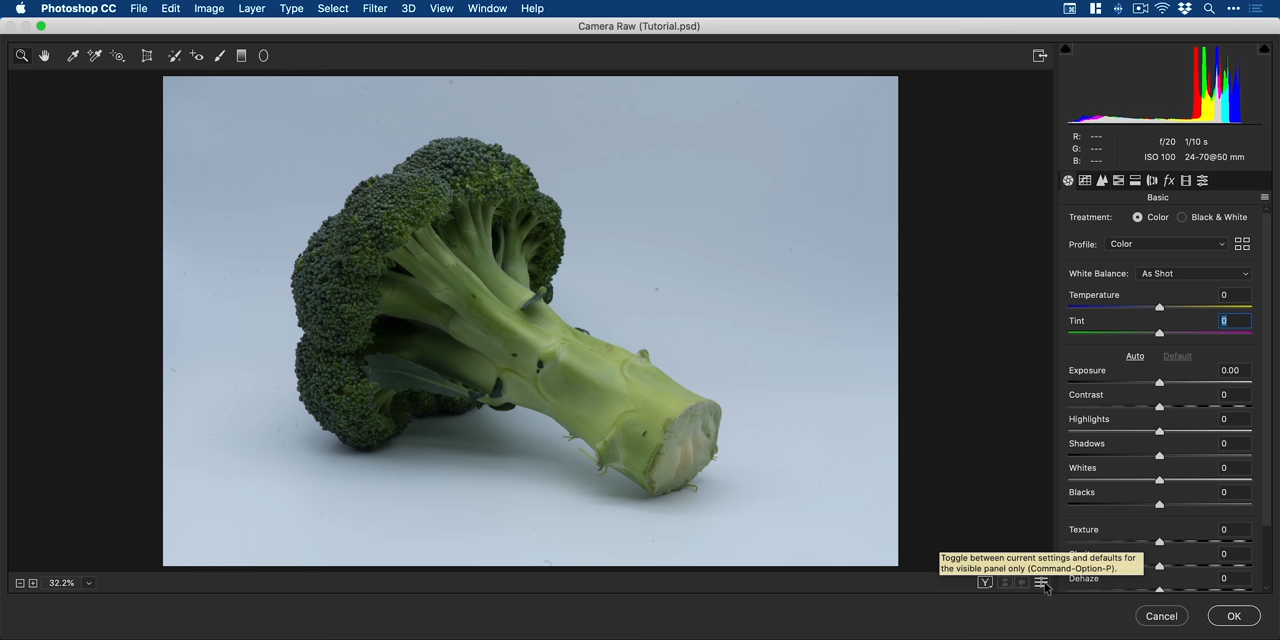 Photoshop CC File Edit Image Layer Type Select Filter 3D View Window Help
Camera Raw (Tutorial.psd)
R: ---
G: ---
B: ---
f/20 1/10 s
ISO 100 24-70@50 mm
fx
Basic
Treatment: Color Black & White
Profile: Color
White Balance: As Shot
Temperature 0
Tint 0
Auto Default
Exposure 0.00
Contrast 0
Highlights 0
Shadows 0
Whites 0
Blacks 0
Texture 0
0
Dehaze 0
Toggle between current settings and defaults for
the visible panel only (Command-Option-P).
32.2%
Y
Cancel OK